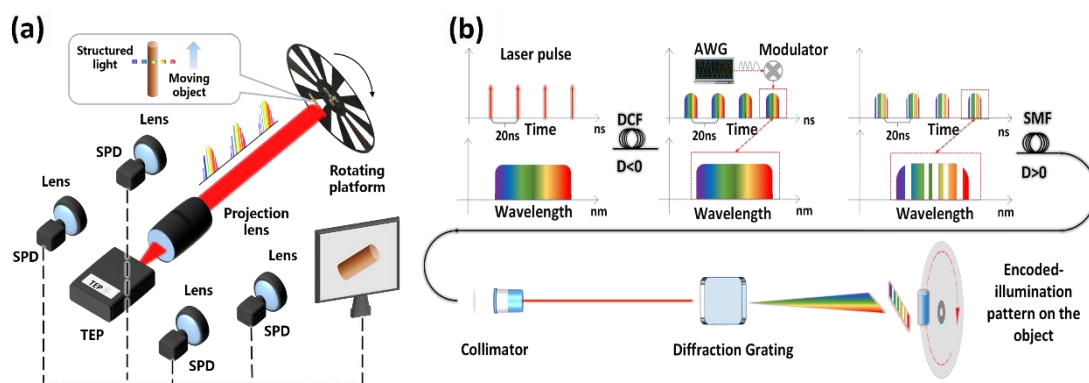 (a)
Structured
light
Moving
object
Lens
SPD
Lens
SPD
Rotating
platform
Projection
lens
Lens
SPD
Lens
SPD
TEP
TEP
(b)
Laser pulse
AWG
Modulator
Time
ns
20ns
DCF
D<0
Time
ns
20ns
Time
ns
20ns
SMF
D>0
Wavelength
nm
Wavelength
nm
Wavelength
nm
Collimator
Diffraction Grating
Encoded-
illumination
pattern on the
object